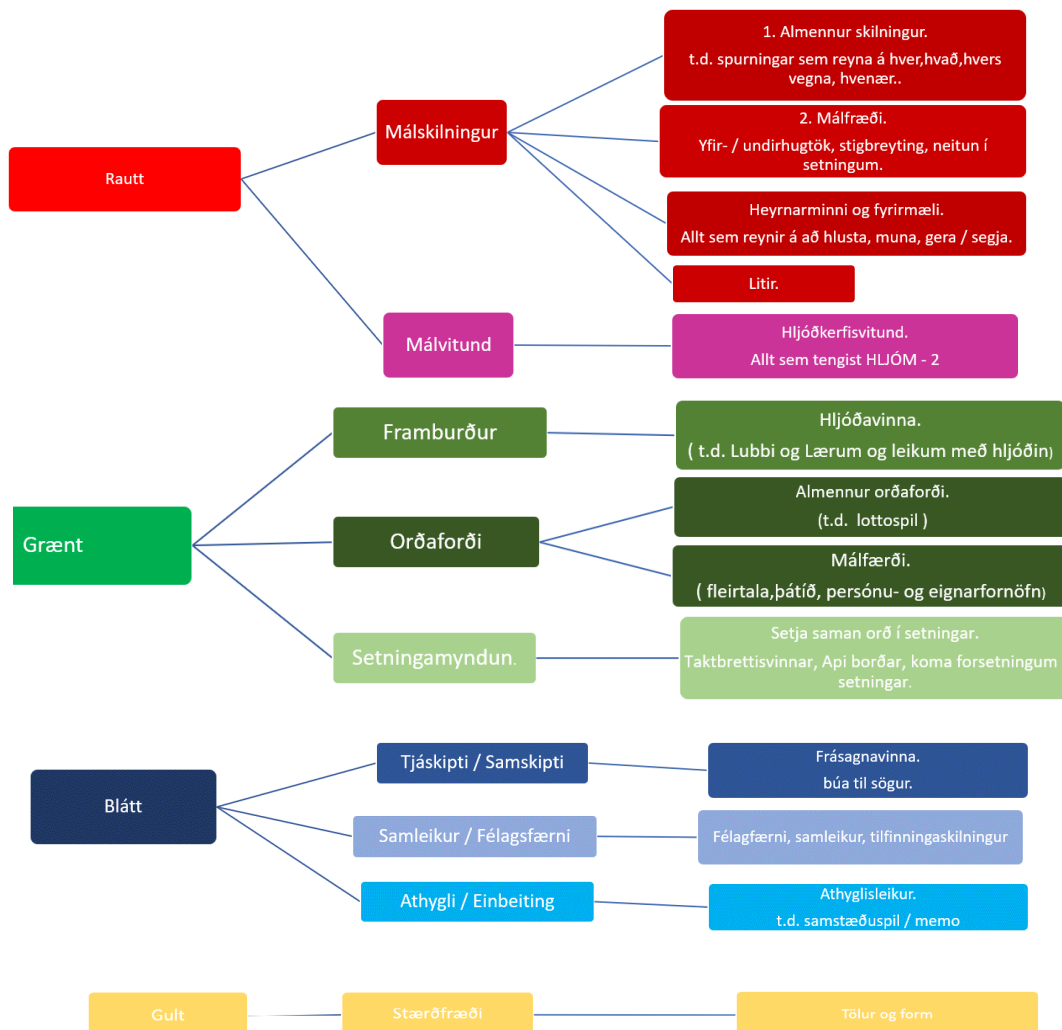 Rautt
Málskilningur
1. Almennur skilningur.
t.d. spurningar sem reyna á hver,hvað,hvers
vegna, hvenær..
2. Málfræði.
Yfir- / undirhugtök, stigbreyting, neitun í
setningum.
Heyrnarminni og fyrirmæli.
Allt sem reynir á að hlusta, muna, gera / segja.
Litir.
Málvitund
Hljóðkerfisvitund.
Allt sem tengist HLJÓM - 2
Grænt
Framburður
Hljóðavinna.
( t.d. Lubbi og Lærum og leikum með hljóðin)
Orðaforði
Almennur orðaforði.
(t.d. lottospil )
Málfærði.
( fleirtala,þátíð, persónu- og eignarfornöfn)
Setningamyndun.
Setja saman orð í setningar.
Taktbrettisvinnar, Api borðar, koma forsetningum
setningar.
Blátt
Tjáskipti / Samskipti
Frásagnavinna.
búa til sögur.
Samleikur / Félagsfærni
Félagfærni, samleikur, tilfinningaskilningur
Athygli / Einbeiting
Athyglisleikur.
t.d. samstæðuspil / memo
Gult
Stærðfræði
Tölur og form